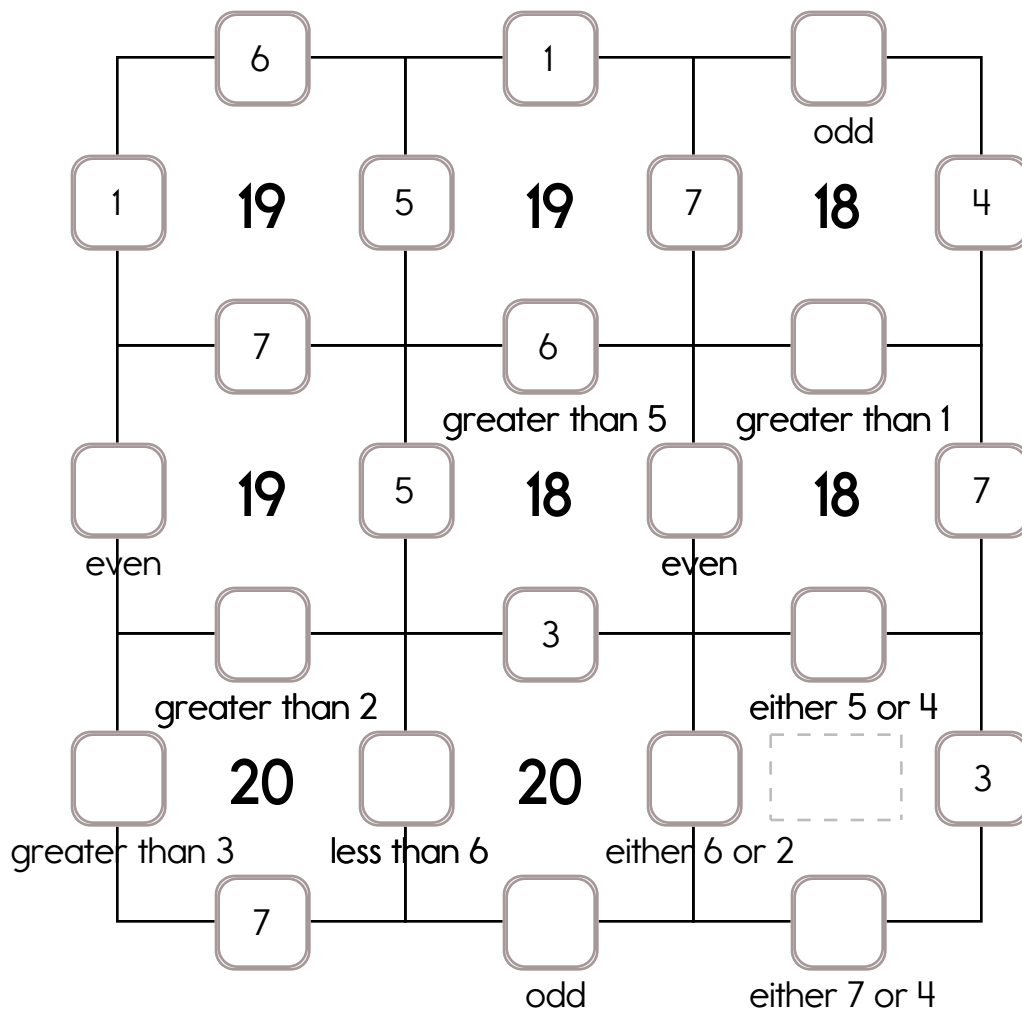 6 1
odd
1 19 5 19 7 18 4
7 6
greater than 5 greater than 1
19 5 18 18 7
even even
3
greater than 2 either 5 or 4
20 20 3
greater than 3 less than 6 either 6 or 2
7
odd either 7 or 4